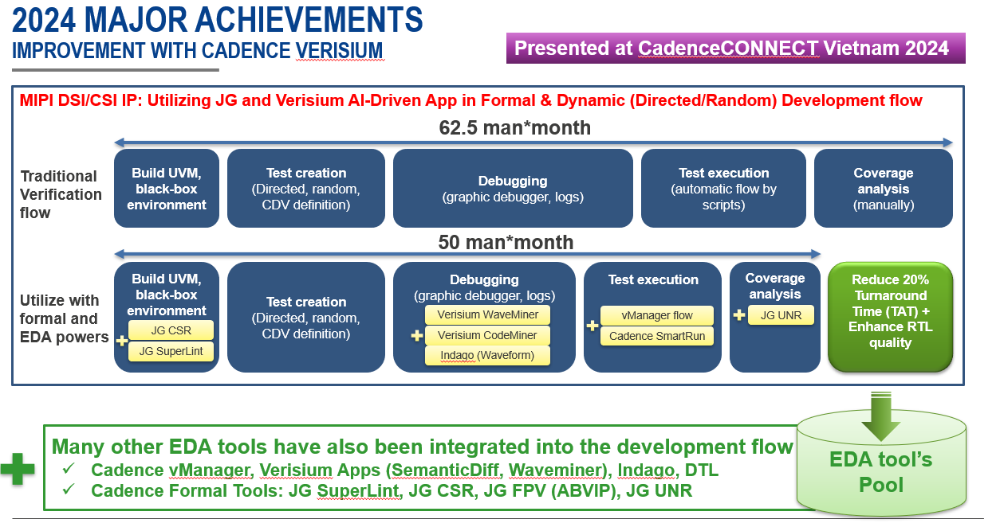 2024 MAJOR ACHIEVEMENTS
IMPROVEMENT WITH CADENCE VERISIUM
Presented at CadenceCONNECT Vietnam 2024
MIPI DSI/CSI IP: Utilizing JG and Verisium AI-Driven App in Formal & Dynamic (Directed/Random) Development flow
62.5 man*month
Traditional
Verification
flow
Build UVM,
black-box
environment
Test creation
(Directed, random,
CDV definition)
Debugging
(graphic debugger, logs)
Test execution
(automatic flow by
scripts)
Coverage
analysis
(manually)
50 man*month
Utilize with
formal and
EDA powers
Build UVM,
black-box
environment
+
JG CSR
JG SuperLint
Test creation
(Directed, random,
CDV definition)
Debugging
(graphic debugger, logs)
+
Verisium WaveMiner
Verisium CodeMiner
Indago (Waveform)
Test execution
+
vManager flow
Cadence SmartRun
Coverage
analysis
+
JG UNR
Reduce 20%
Turnaround
Time (TAT) +
Enhance RTL
quality
Many other EDA tools have also been integrated into the development flow
✓ Cadence vManager, Verisium Apps (SemanticDiff, Waveminer), Indago, DTL
✓ Cadence Formal Tools: JG SuperLint, JG CSR, JG FPV (ABVIP), JG UNR
EDA tool's
Pool